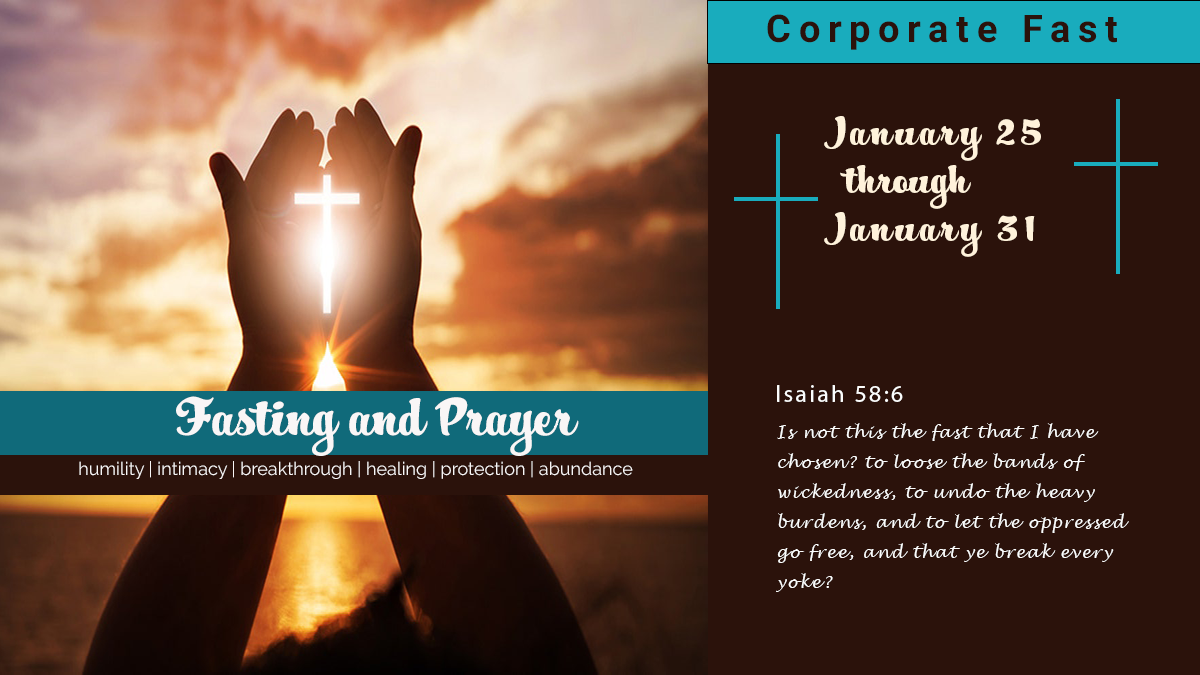 Corporate Fast
January 25
through
January 31
Fasting and Prayer
humility | intimacy | breakthrough | healing | protection | abundance
Isaiah 58:6
Is not this the fast that I have
chosen? to loose the bands of
wickedness, to undo the heavy
burdens, and to let the oppressed
go free, and that ye break every
yoke?